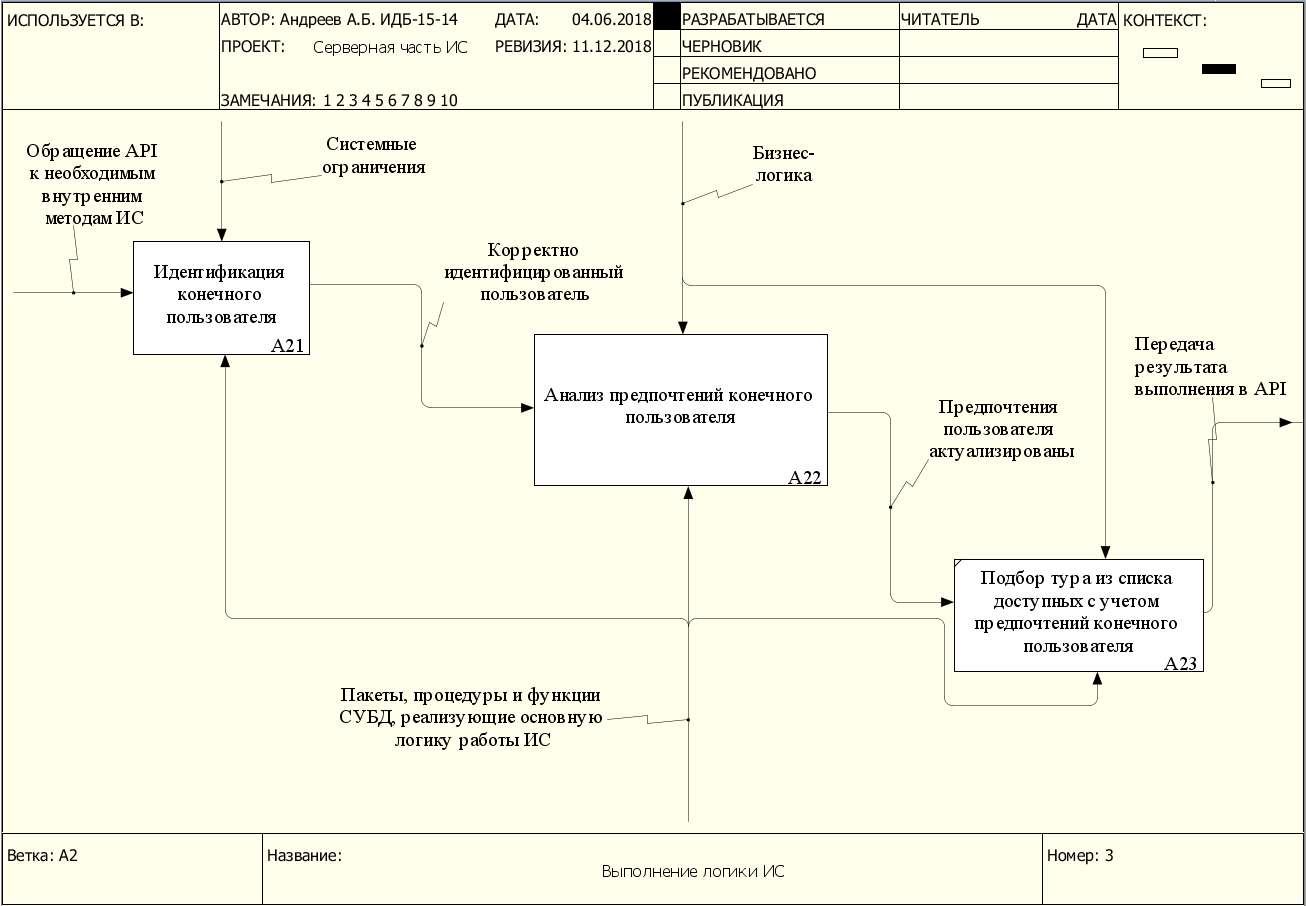 ИСПОЛЬЗУЕТСЯ В:
АВТОР: Андреев А.Б. ИДБ-15-14
ДАТА: 04.06.2018
ПРОЕКТ: Серверная часть ИС
РЕВИЗИЯ: 11.12.2018
ЗАМЕЧАНИЯ: 1 2 3 4 5 6 7 8 9 10
РАЗРАБАТЫВАЕТСЯ
ЧЕРНОВИК
РЕКОМЕНДОВАНО
ПУБЛИКАЦИЯ
ЧИТАТЕЛЬ
ДАТА
КОНТЕКСТ:
Обращение API
к необходимым
внутренним
методам ИС
Системные
ограничения
Бизнес-
логика
Идентификация
конечного
пользователя
A21
Корректно
идентифицированный
пользователь
Анализ предпочтений конечного
пользователя
A22
Предпочтения
пользователя
актуализированы
Передача
результата
выполнения в API
Подбор тура из списка
доступных с учетом
предпочтений конечного
пользователя
A23
Пакеты, процедуры и функции
СУБД, реализующие основную
логику работы ИС
Ветка: A2
Название:
Выполнение логики ИС
Номер: 3